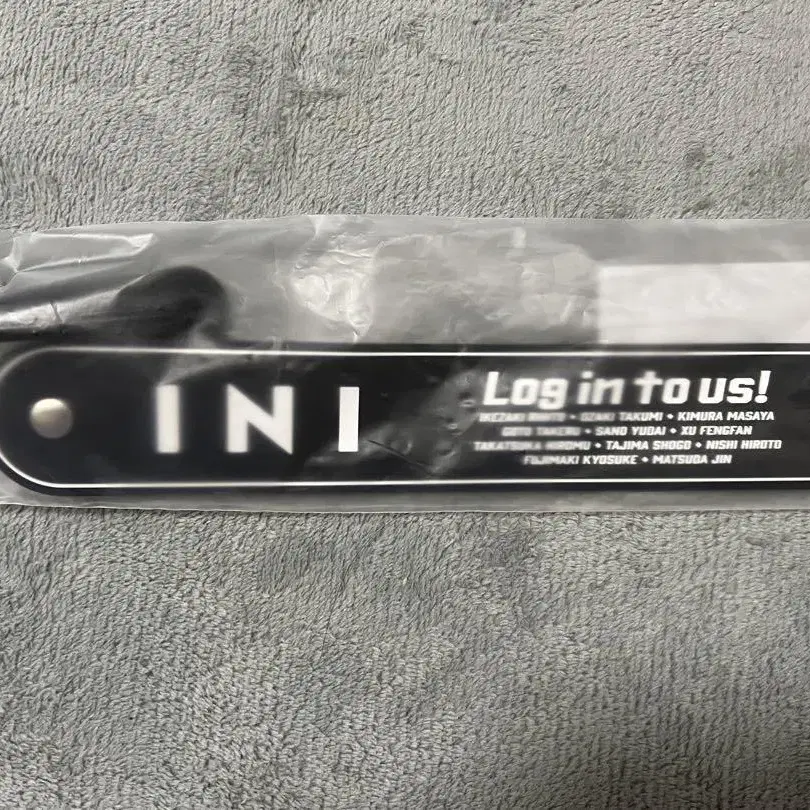 INI
Log in to us!
IKEZAKI RIHITO • OZAKI TAKUMI • KIMURA MASAYA
GOTO TAKERU • SANO YUDAI • XU FENGFAN
TAKATSUKA HIROMU • TAJIMA SHOGO • NISHI HIROTO
FUJIMAKI KYOSUKE • MATSUDA JIN